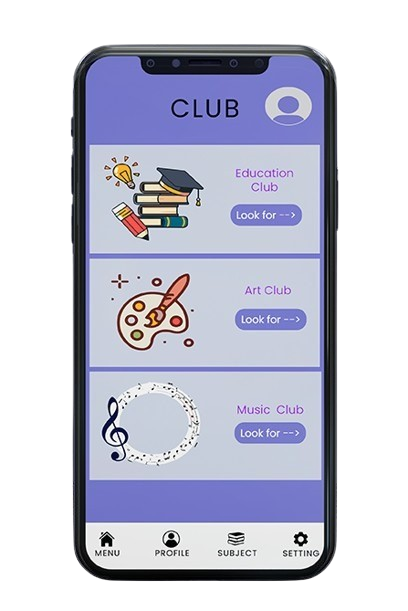 CLUB
Education
Club
Look for -->
Art Club
Look for -->
Music Club
Look for -->
MENU
PROFILE
SUBJECT
SETTING